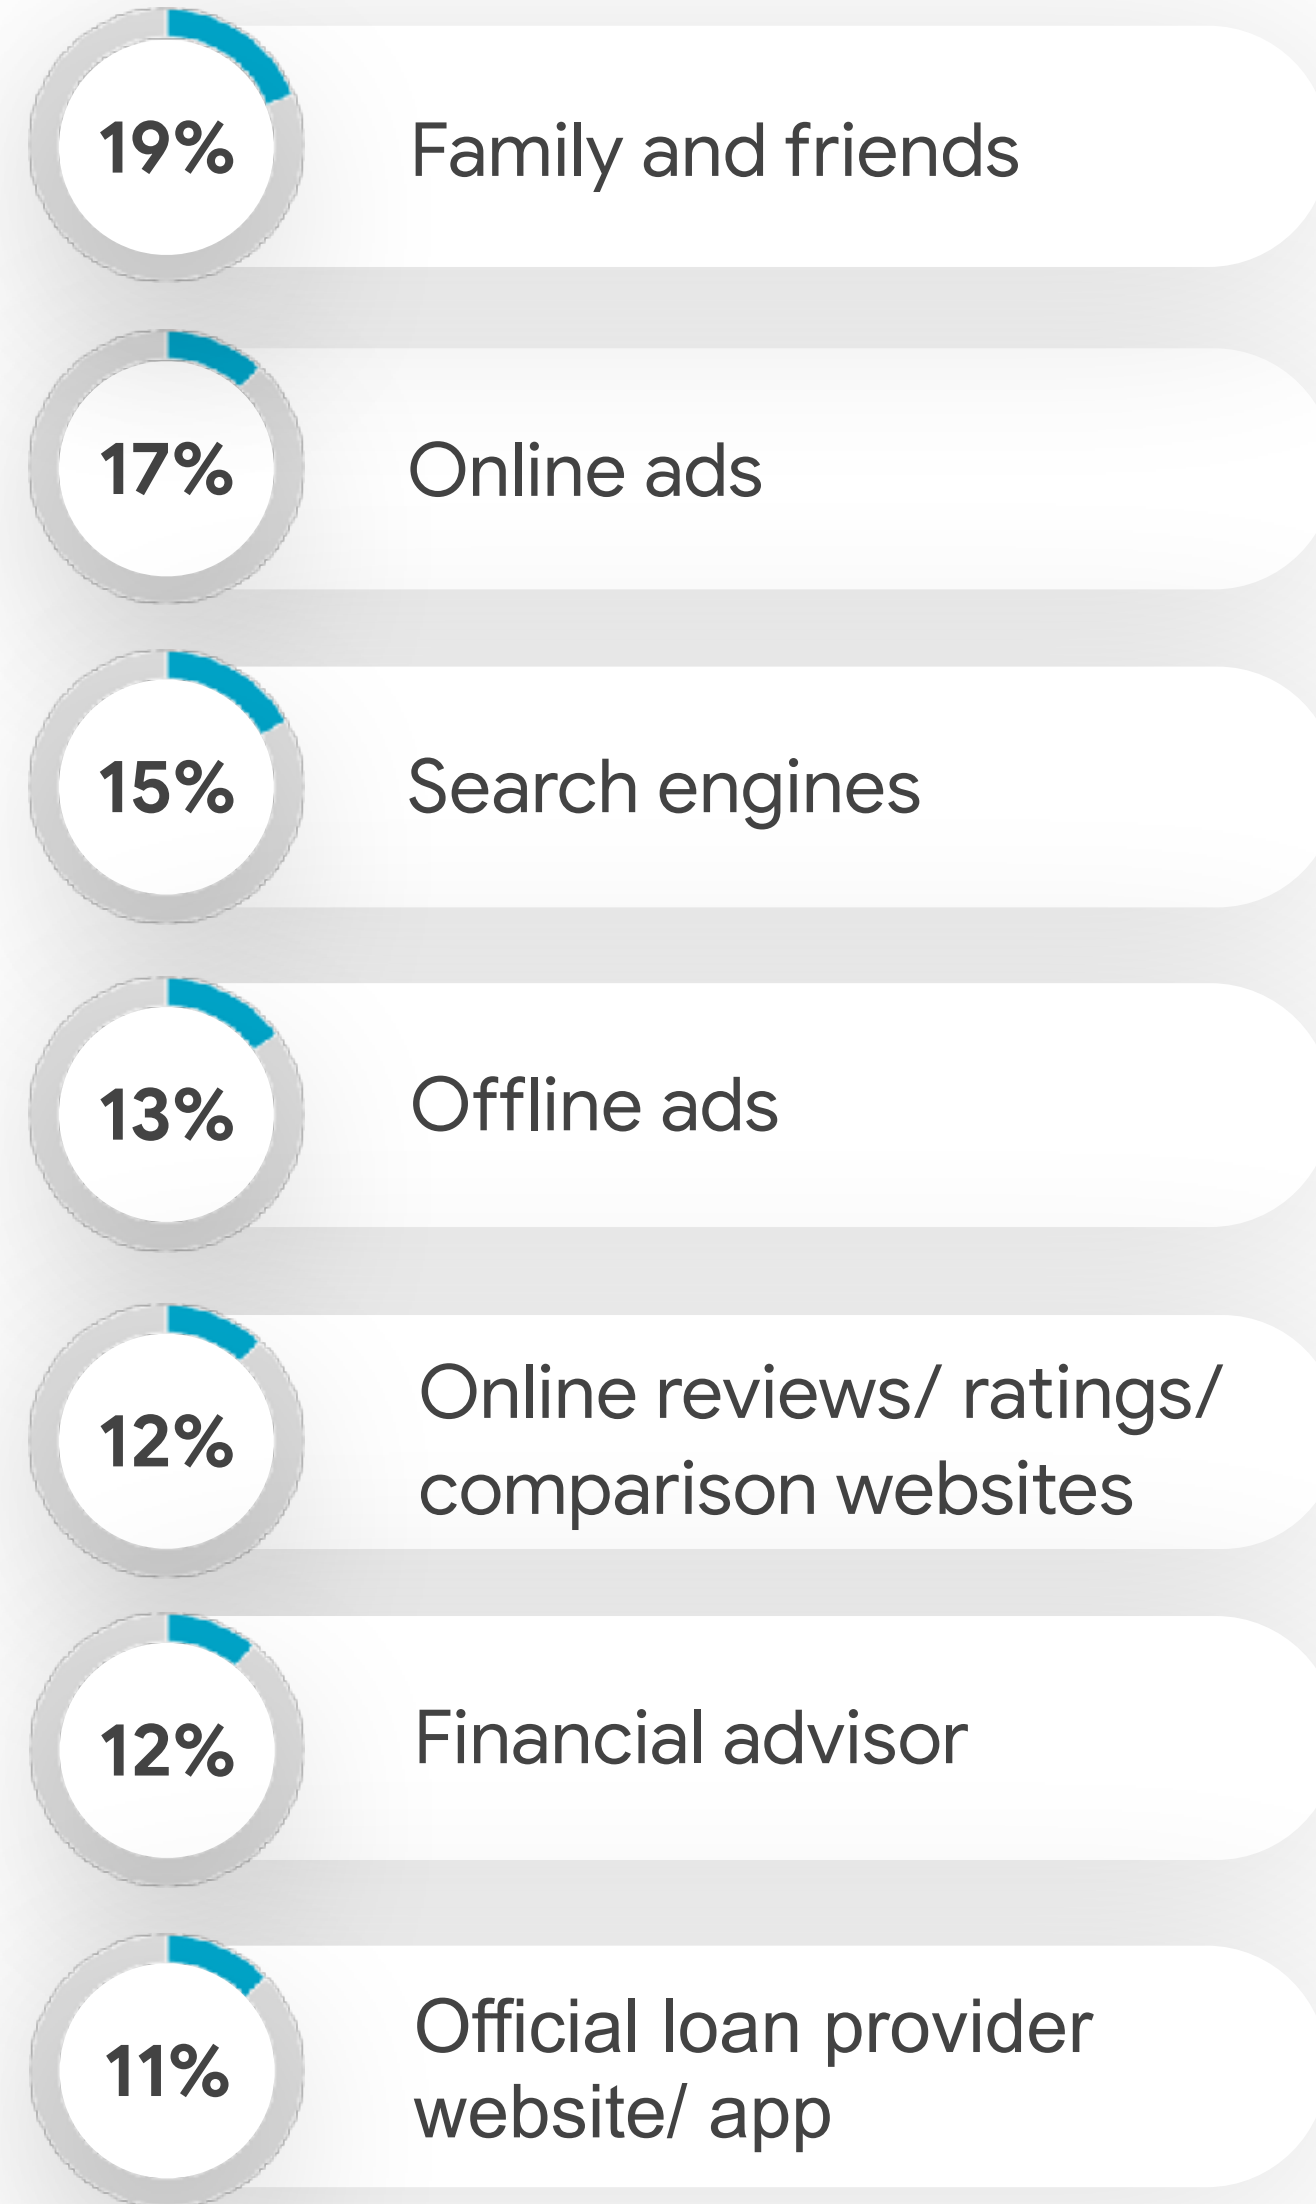 19%
Family and friends
17%
Online ads
15%
Search engines
13%
Offline ads
12%
Online reviews/ ratings/
comparison websites
12%
Financial advisor
11%
Official loan provider
website/ app